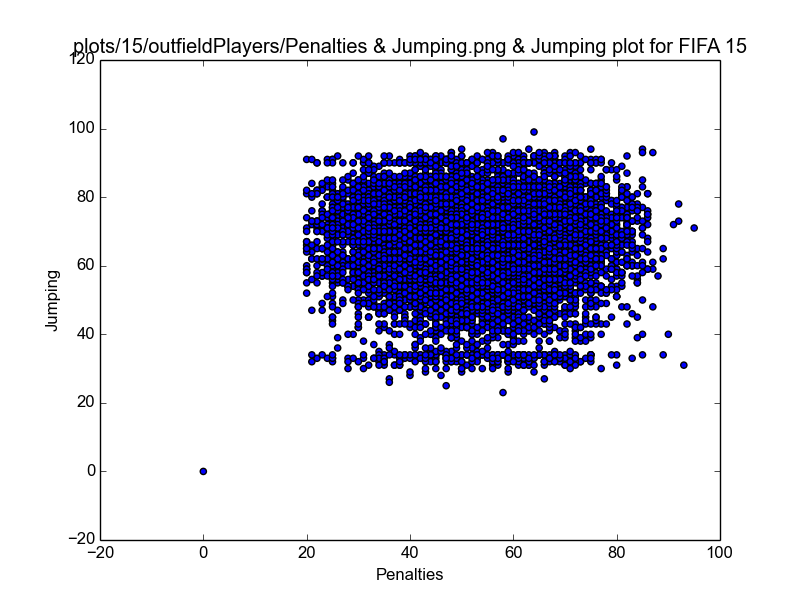 plots/15/outfieldPlayers/Penalties & Jumping.png & Jumping plot for FIFA 15
120
100
80
60
40
20
0
−20
Jumping
−20 0 20 40 60 80 100
Penalties